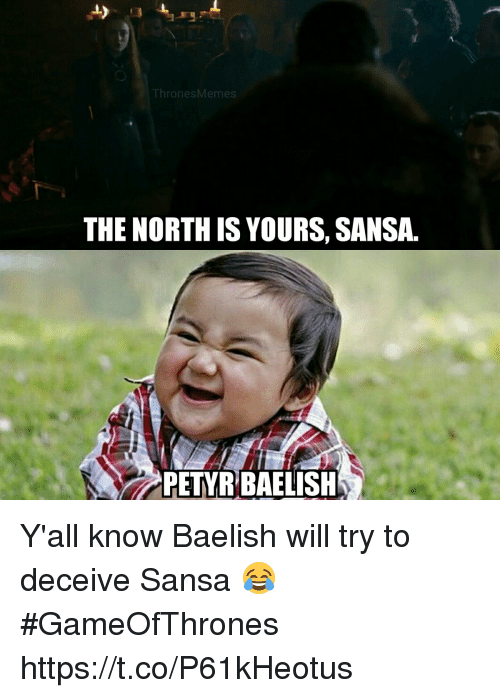 ThronesMemes
THE NORTH IS YOURS, SANSA.
PETYR BAELISH
Y'all know Baelish will try to
deceive Sansa 😂
#GameOfThrones
https://t.co/P61kHeotus